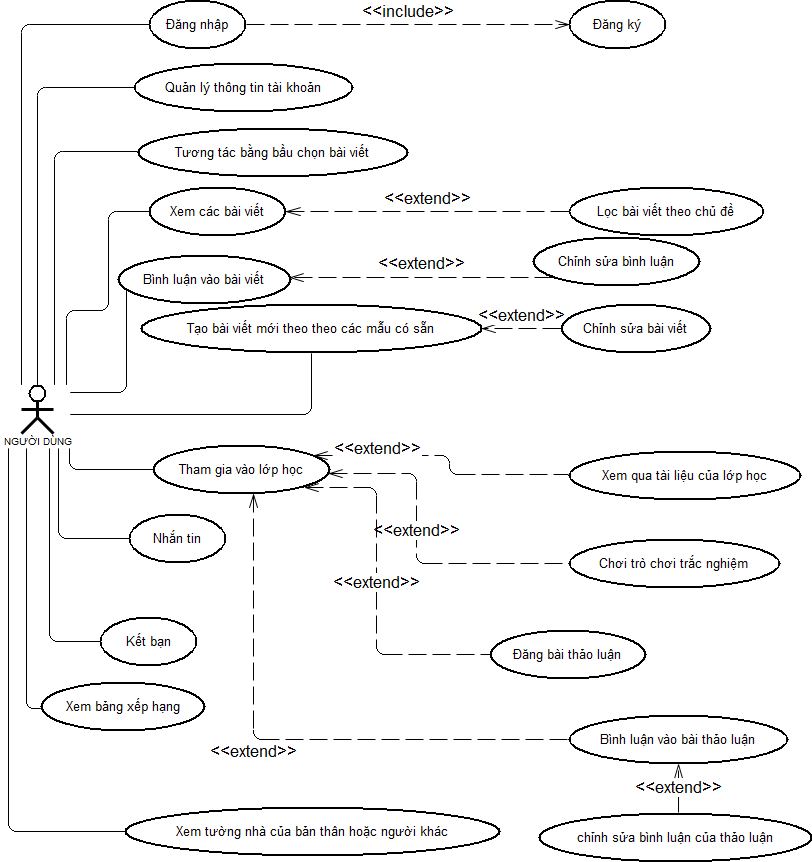 Đăng nhập
<<include>>
Đăng ký
Quản lý thông tin tài khoản
Tương tác bằng bầu chọn bài viết
Xem các bài viết
<<extend>>
Lọc bài viết theo chủ đề
Bình luận vào bài viết
<<extend>>
Chỉnh sửa bình luận
Tạo bài viết mới theo theo các mẫu có sẵn
<<extend>>
Chỉnh sửa bài viết
NGƯỜI DÙNG
Tham gia vào lớp học
<<extend>>
Xem qua tài liệu của lớp học
Nhắn tin
<<extend>>
Chơi trò chơi trắc nghiệm
<<extend>>
Kết bạn
Đăng bài thảo luận
Xem bảng xếp hạng
<<extend>>
Bình luận vào bài thảo luận
<<extend>>
Xem tường nhà của bản thân hoặc người khác
chỉnh sửa bình luận của thảo luận